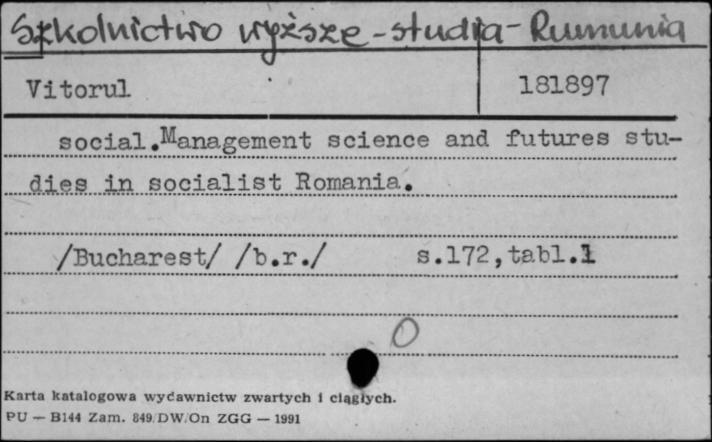 Szkolnictwo wyższe - studia - Rumunia
Vitorul 181897
social.Management science and futures stu-
dies in socialist Romania.
/Bucharest/ /b.r./ s.172,tabl.1
0
Karta katalogowa wydawnictw zwartych i ciągłych.
PU — B144 Zam. 849/DW/On ZGG — 1991